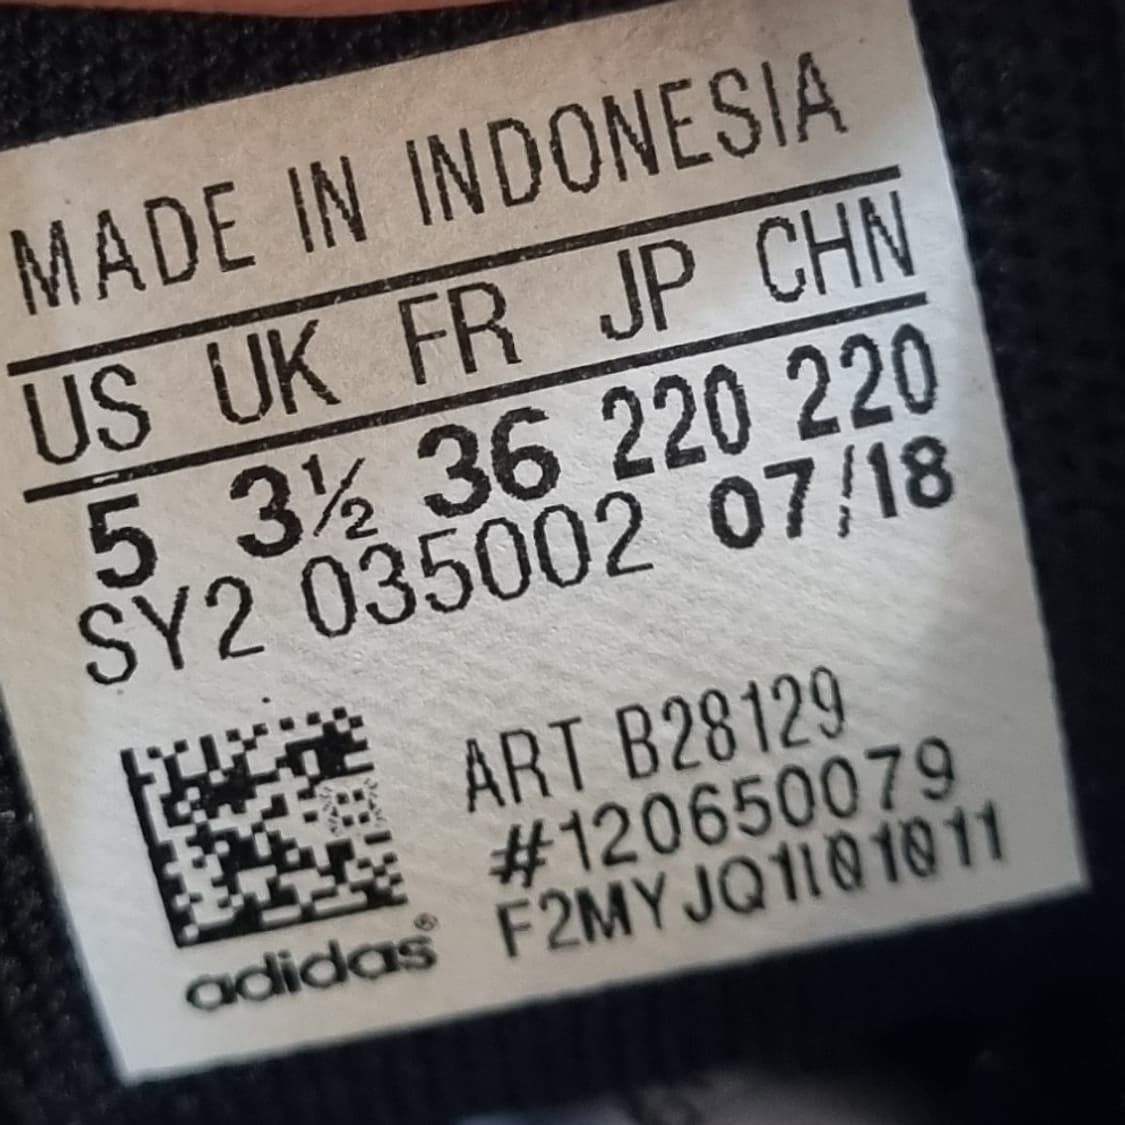 MADE IN INDONESIA
US UK FR JP CHN
5 3½ 36 220 220
SY2 035002 07/18
ART B28129
#120650079
F2MYJQ1I01011
adidas®